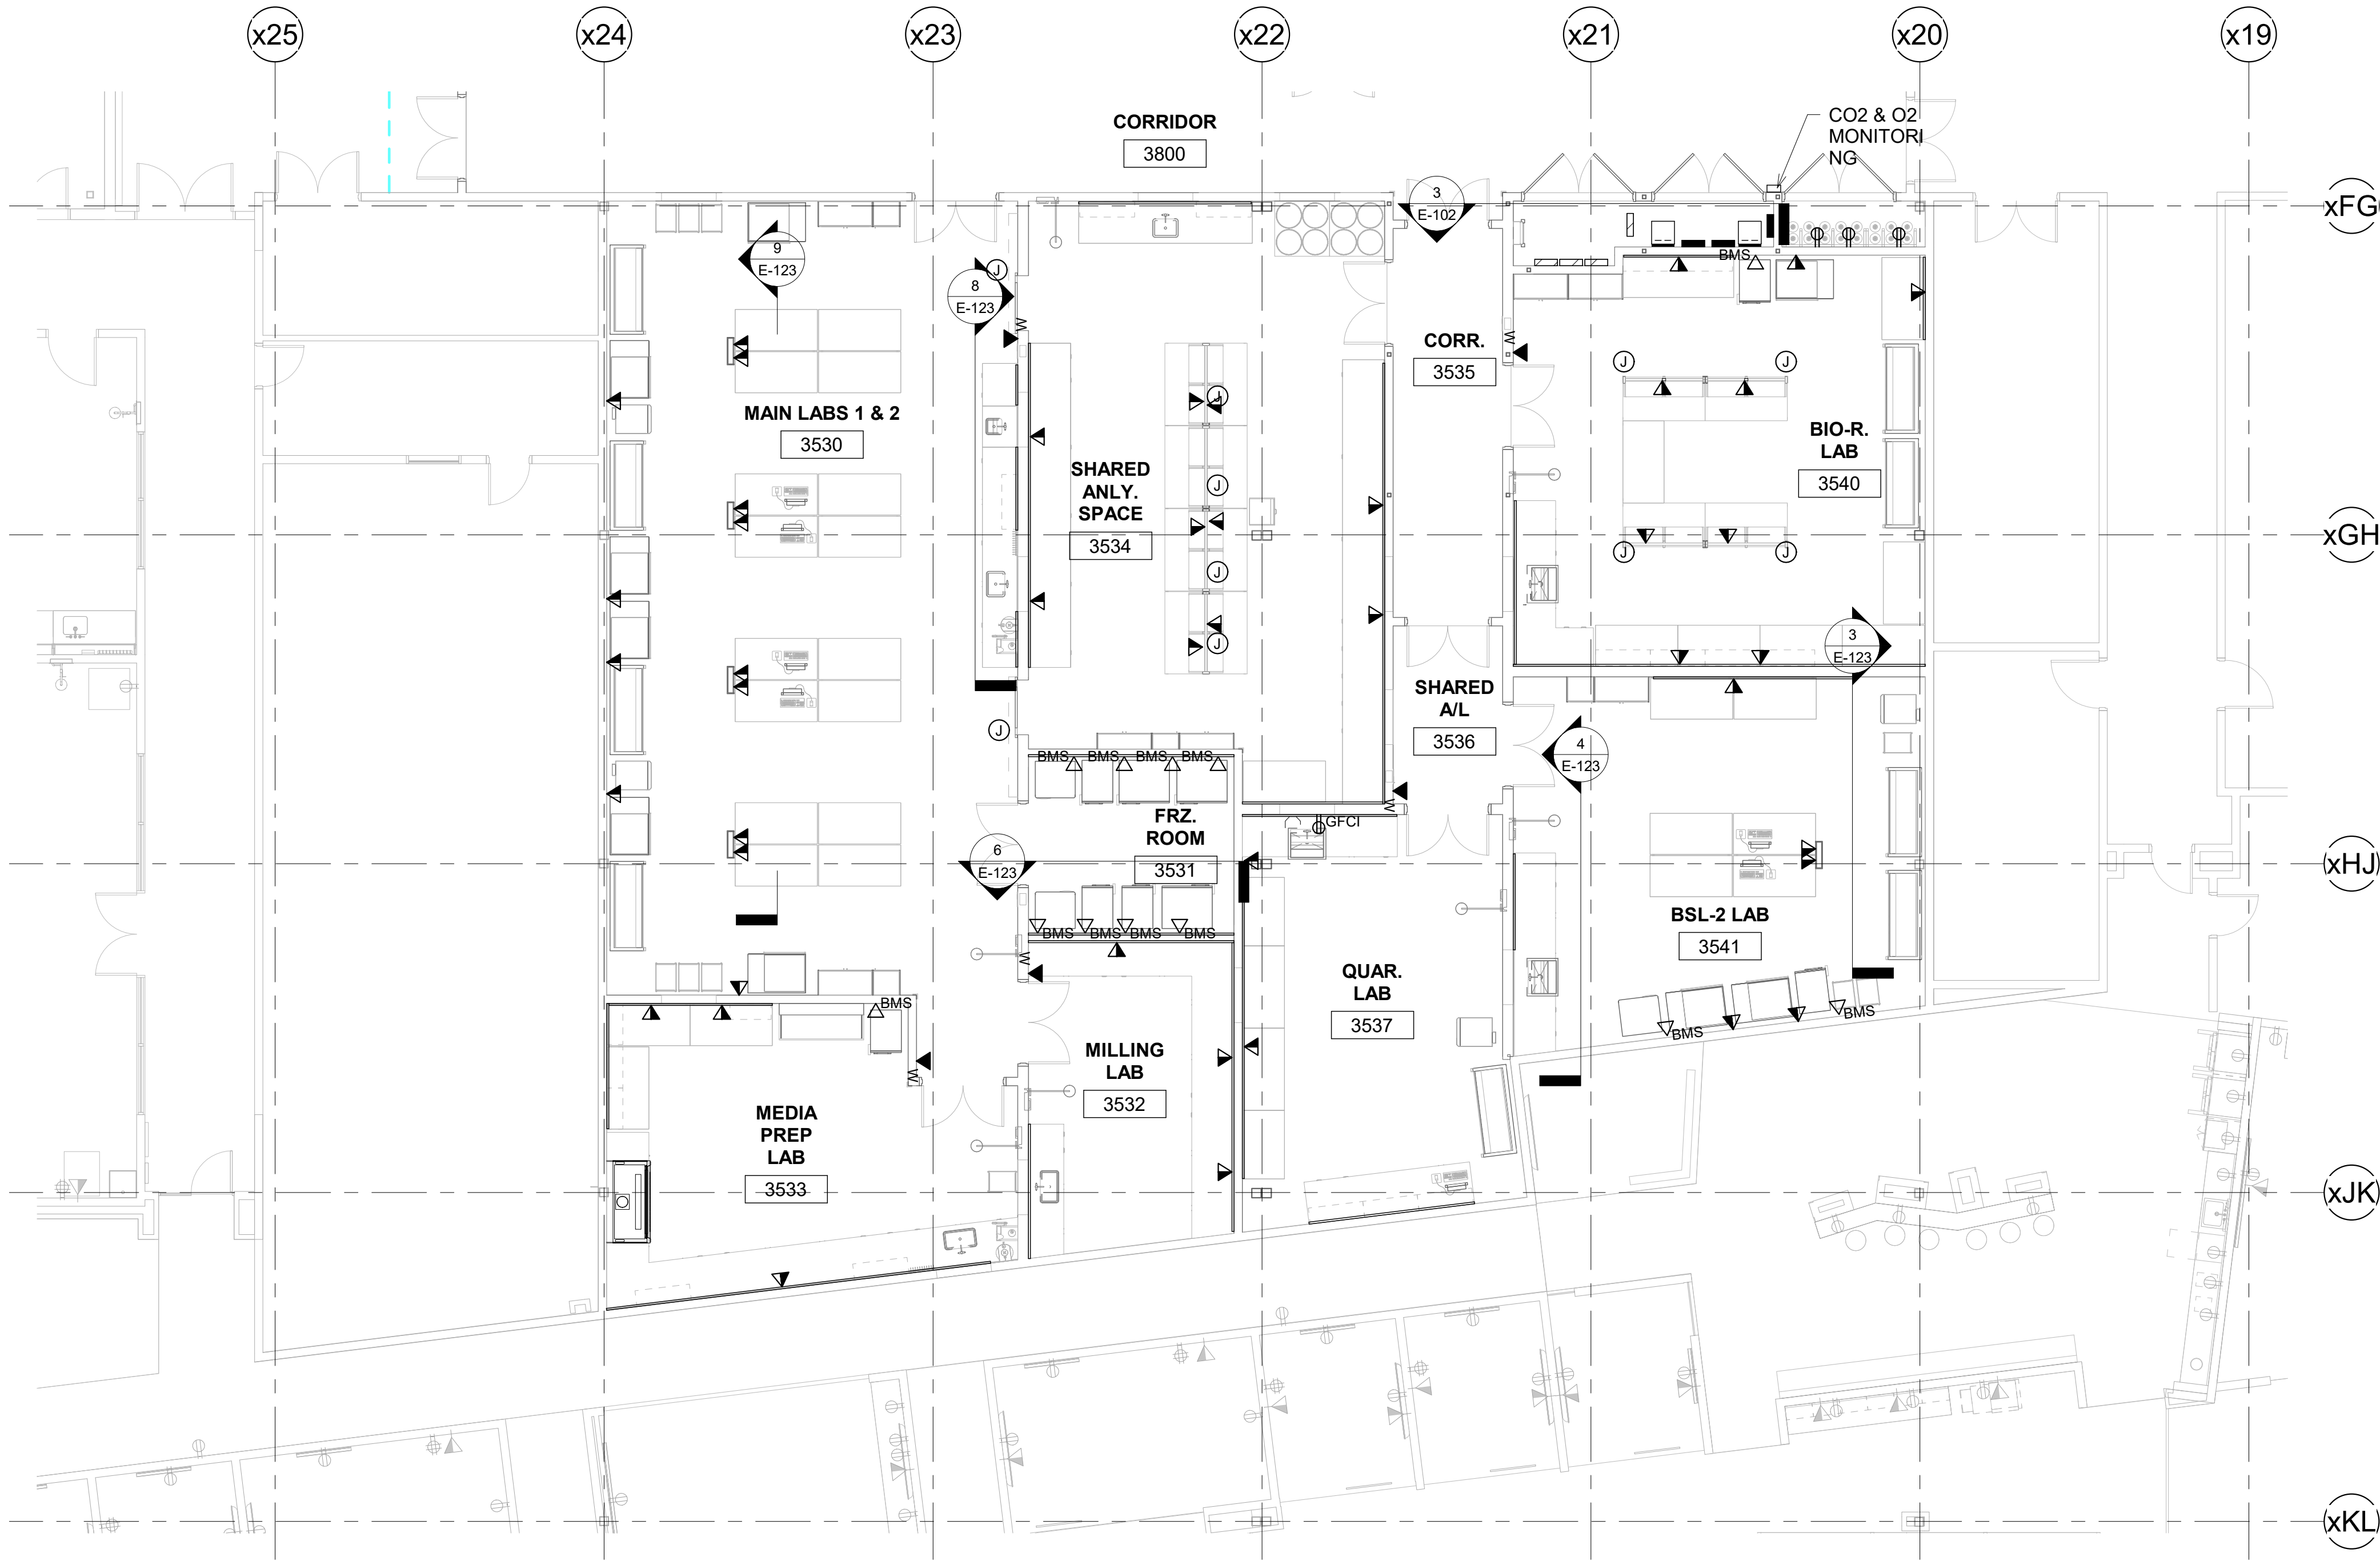 x25
x24
x23
x22
x21
x20
x19
CORRIDOR
3800
CO2 & O2
MONITORI
NG
xFG
3
E-102
9
E-123
8
E-123
J
W
BMS
W
CORR.
3535
MAIN LABS 1 & 2
3530
J
J
J
BIO-R.
LAB
3540
SHARED
ANLY.
SPACE
3534
J
J
J
J
J
xGH
3
E-123
SHARED
A/L
3536
J
4
E-123
BMS
BMS
BMS
BMS
W
FRZ.
ROOM
3531
GFCI
6
E-123
xHJ
BMS
BMS
BMS
BMS
BSL-2 LAB
3541
W
QUAR.
LAB
3537
BMS
BMS
BMS
W
MILLING
LAB
3532
MEDIA
PREP
LAB
3533
xJK
xKL